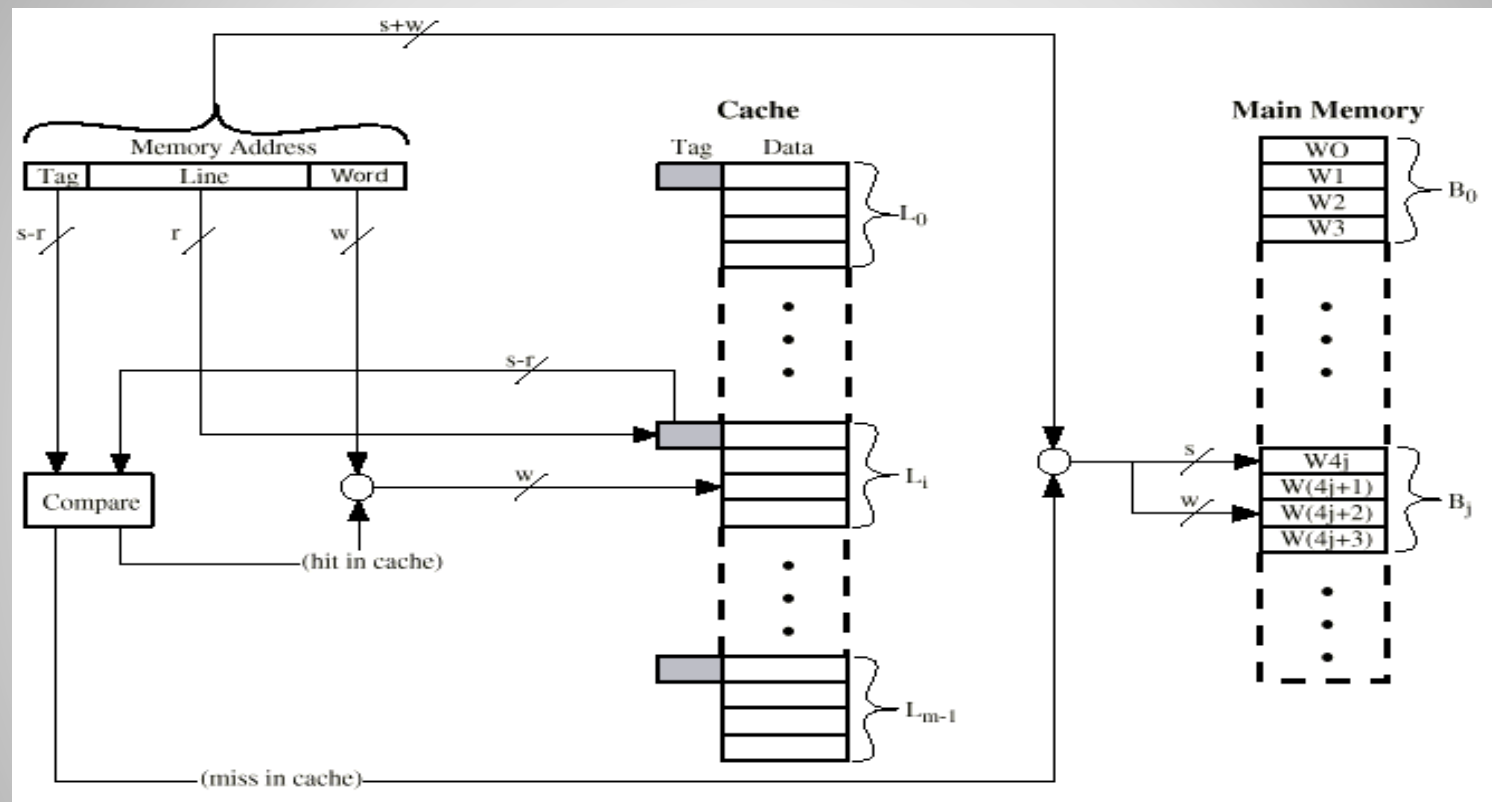 s+w
Cache
Main Memory
Memory Address
Tag Data
Tag Line Word
WO
W1
W2
W3
B0
L0
s-r
r
w
s-r
Li
s
W4j
W(4j+1)
W(4j+2)
W(4j+3)
Bj
w
w
Compare
(hit in cache)
Lm-1
(miss in cache)